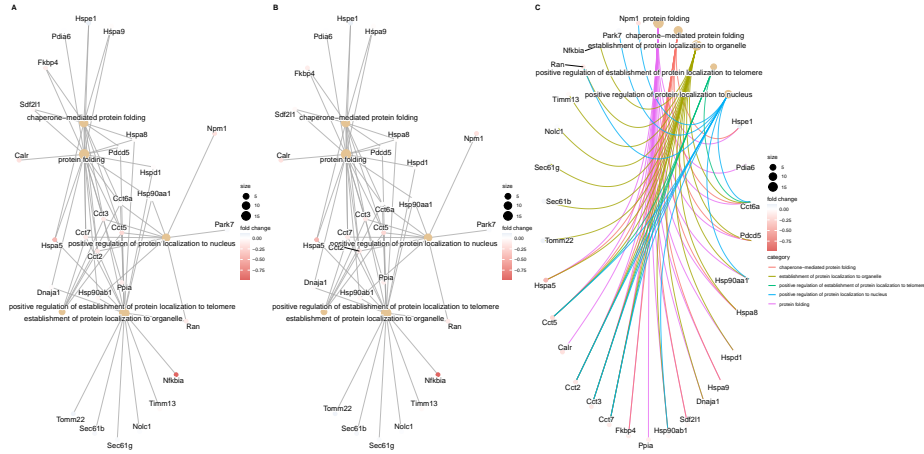 A
Hspe1
Pdia6
Hspa9
Fkbp4
Sdf2l1
chaperone−mediated protein folding
Hspa8
Npm1
Calr
protein folding
Pdcd5
Hspd1
Cct6a
Hsp90aa1
Cct3
Cct7
Cct5
Park7
Hspa5
positive regulation of protein localization to nucleus
Cct2
Dnaja1
Hsp90ab1
Ppia
positive regulation of establishment of protein localization to telomere
establishment of protein localization to organelle
Ran
Nfkbia
Tomm22
Timm13
Sec61b
Nolc1
Sec61g
size
5
10
15
fold change
0.00
−0.25
−0.50
−0.75
B
Hspe1
Pdia6
Hspa9
Fkbp4
Sdf2l1
chaperone−mediated protein folding
Hspa8
Npm1
Calr
protein folding
Pdcd5
Hspd1
Cct6a
Hsp90aa1
Cct3
Cct7
Cct5
Park7
Hspa5
positive regulation of protein localization to nucleus
Cct2
Dnaja1
Hsp90ab1
Ppia
positive regulation of establishment of protein localization to telomere
establishment of protein localization to organelle
Ran
Nfkbia
Tomm22
Timm13
Sec61b
Nolc1
Sec61g
size
5
10
15
fold change
0.00
−0.25
−0.50
−0.75
C
Npm1
protein folding
Park7
chaperone−mediated protein folding
Nfkbia
establishment of protein localization to organelle
Ran
positive regulation of establishment of protein localization to telomere
Timm13
positive regulation of protein localization to nucleus
Nolc1
Hspe1
Sec61g
Pdia6
Sec61b
Cct6a
Tomm22
Pdcd5
Hspa5
Hsp90aa1
Cct5
Hspa8
Calr
Hspd1
Cct2
Hspa9
Cct3
Dnaja1
Cct7
Sdf2l1
Fkbp4
Hsp90ab1
Ppia
size
5
10
15
fold change
0.00
−0.25
−0.50
−0.75
category
chaperone−mediated protein folding
establishment of protein localization to organelle
positive regulation of establishment of protein localization to telomere
positive regulation of protein localization to nucleus
protein folding